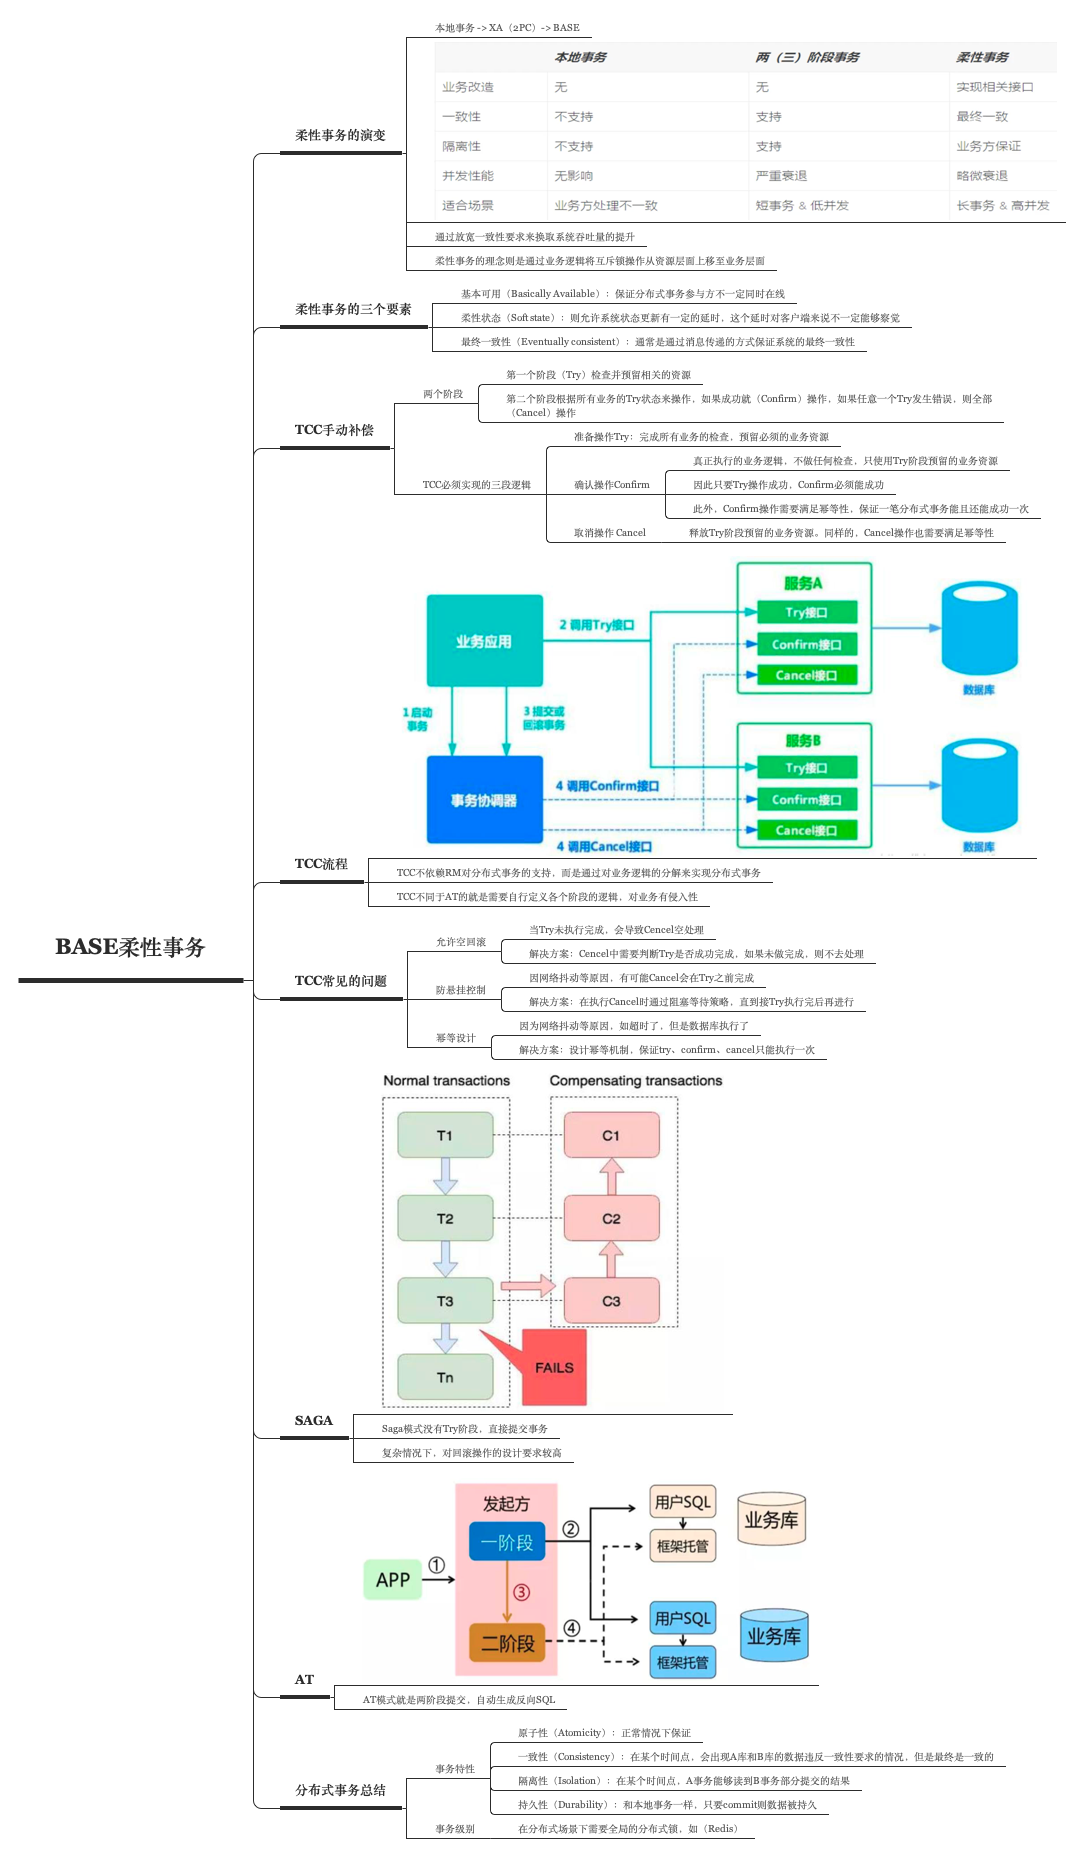 本地事务 -> XA（2PC）-> BASE
本地事务 两（三）阶段事务 柔性事务
业务改造 无 无 实现相关接口
一致性 不支持 支持 最终一致
隔离性 不支持 支持 业务方保证
并发性能 无影响 严重衰退 略微衰退
适合场景 业务方处理不一致 短事务 & 低并发 长事务 & 高并发
柔性事务的演变
通过放宽一致性要求来换取系统吞吐量的提升
柔性事务的理念则是通过业务逻辑将互斥锁操作从资源层面上移至业务层面
柔性事务的三个要素
基本可用（Basically Available）：保证分布式事务参与方不一定同时在线
柔性状态（Soft state）：则允许系统状态更新有一定的延时，这个延时对客户端来说不一定能够察觉
最终一致性（Eventually consistent）：通常是通过消息传递的方式保证系统的最终一致性
TCC手动补偿
两个阶段
第一个阶段（Try）检查并预留相关的资源
第二个阶段根据所有业务的Try状态来操作，如果成功就（Confirm）操作，如果任意一个Try发生错误，则全部
（Cancel）操作
TCC必须实现的三段逻辑
准备操作Try：完成所有业务的检查，预留必须的业务资源
确认操作Confirm
真正执行的业务逻辑，不做任何检查，只使用Try阶段预留的业务资源
因此只要Try操作成功，Confirm必须能成功
此外，Confirm操作需要满足幂等性，保证一笔分布式事务能且还能成功一次
取消操作 Cancel
释放Try阶段预留的业务资源。同样的，Cancel操作也需要满足幂等性
业务应用
1 启动
事务
3 提交或
回滚事务
事务协调器
2 调用Try接口
4 调用Confirm接口
4 调用Cancel接口
服务A
Try接口
Confirm接口
Cancel接口
数据库
服务B
Try接口
Confirm接口
Cancel接口
数据库
TCC流程
TCC不依赖RM对分布式事务的支持，而是通过对业务逻辑的分解来实现分布式事务
TCC不同于AT的就是需要自行定义各个阶段的逻辑，对业务有侵入性
BASE柔性事务
TCC常见的问题
允许空回滚
当Try未执行完成，会导致Cencel空处理
解决方案：Cencel中需要判断Try是否成功完成，如果未做完成，则不去处理
防悬挂控制
因网络抖动等原因，有可能Cancel会在Try之前完成
解决方案：在执行Cancel时通过阻塞等待策略，直到接Try执行完后再进行
幂等设计
因为网络抖动等原因，如超时了，但是数据库执行了
解决方案：设计幂等机制，保证try、confirm、cancel只能执行一次
Normal transactions Compensating transactions
T1 C1
T2 C2
T3 C3
FAILS
Tn
SAGA
Saga模式没有Try阶段，直接提交事务
复杂情况下，对回滚操作的设计要求较高
APP
①
发起方
一阶段
②
③
二阶段
④
用户SQL
框架托管
业务库
用户SQL
框架托管
业务库
AT
AT模式就是两阶段提交，自动生成反向SQL
分布式事务总结
事务特性
原子性（Atomicity）：正常情况下保证
一致性（Consistency）：在某个时间点，会出现A库和B库的数据违反一致性要求的情况，但是最终是一致的
隔离性（Isolation）：在某个时间点，A事务能够读到B事务部分提交的结果
持久性（Durability）：和本地事务一样，只要commit则数据被持久
事务级别
在分布式场景下需要全局的分布式锁，如（Redis）